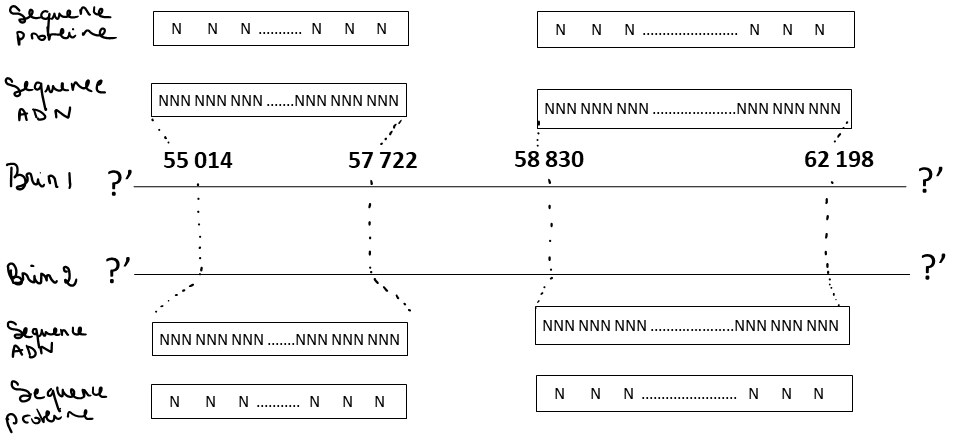 Sequence proteine
N N N ........... N N N
N N N ........................ N N N
Sequence ADN
NNN NNN NNN .......NNN NNN NNN
NNN NNN NNN .....................NNN NNN NNN
55 014 57 722 58 830 62 198
Brin 1 ?' ?'
Brin 2 ?' ?'
Sequence ADN
NNN NNN NNN .......NNN NNN NNN
NNN NNN NNN .....................NNN NNN NNN
Sequence proteine
N N N ........... N N N
N N N ........................ N N N